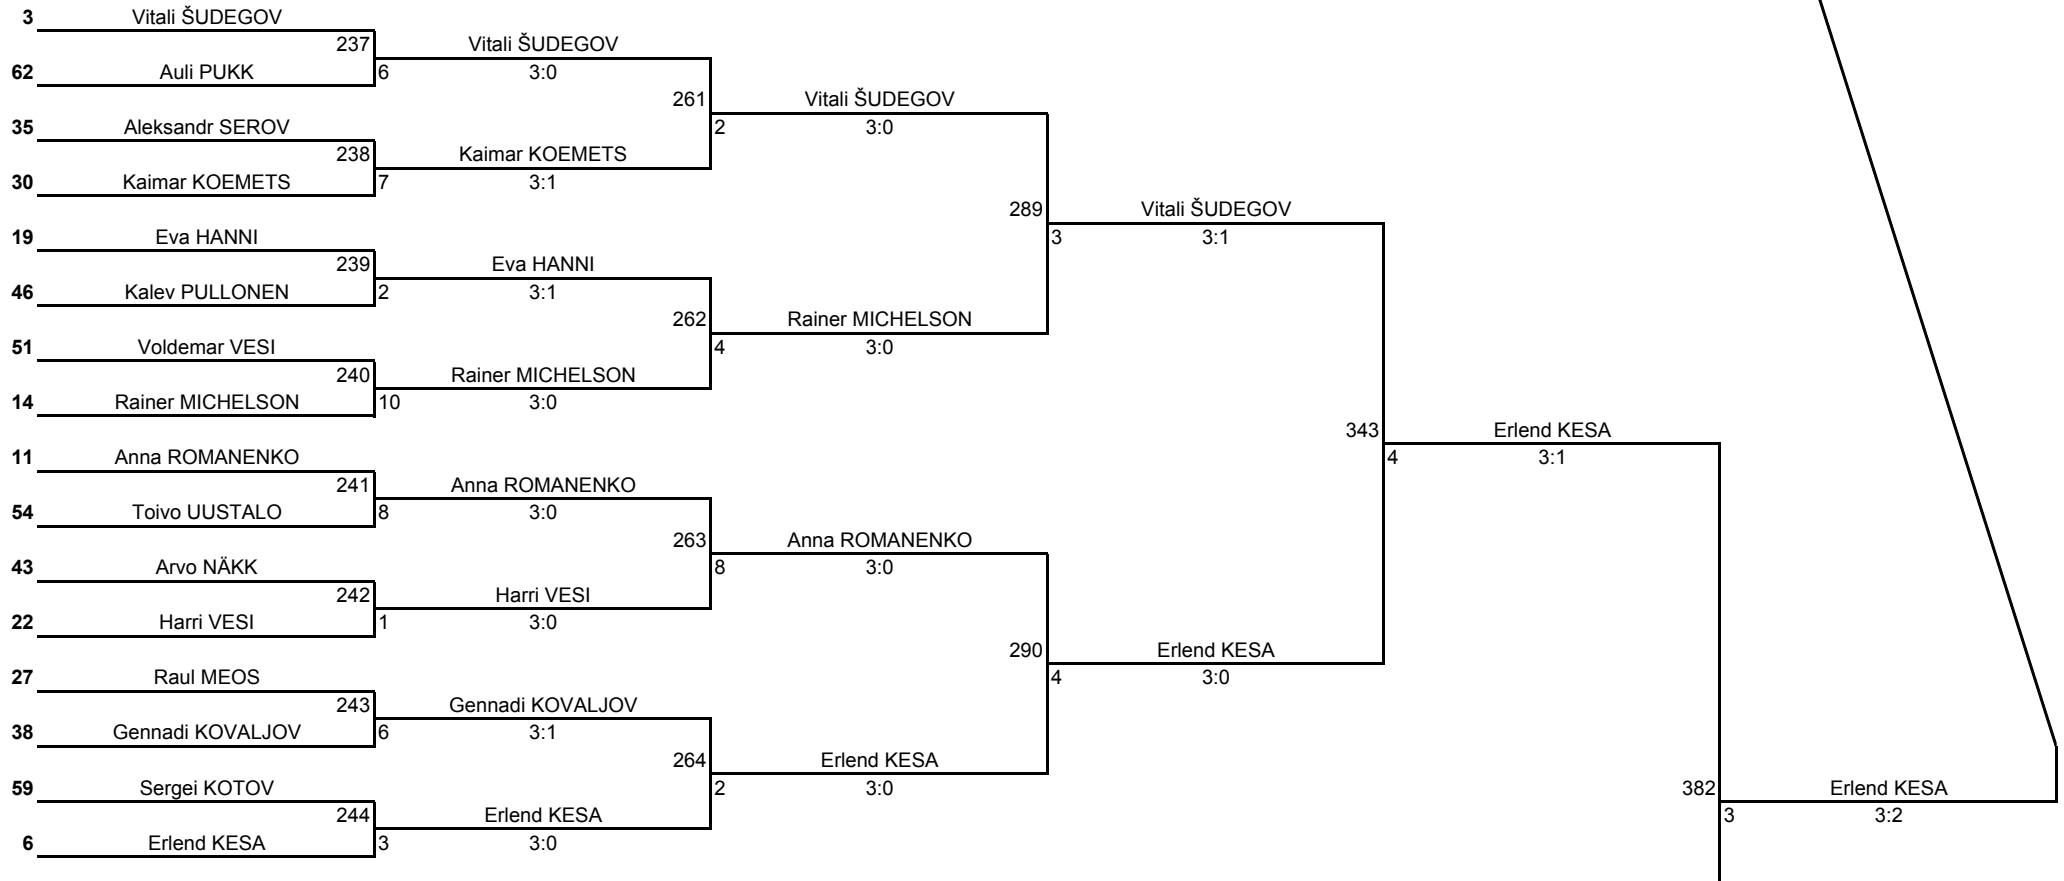 3 Vitali ŠUDEGOV
237 Vitali ŠUDEGOV
62 Auli PUKK 6 3:0
261 Vitali ŠUDEGOV
35 Aleksandr SEROV 2 3:0
238 Kaimar KOEMETS
30 Kaimar KOEMETS 7 3:1
289 Vitali ŠUDEGOV
19 Eva HANNI 3 3:1
239 Eva HANNI
46 Kalev PULLONEN 2 3:1
262 Rainer MICHELSON
51 Voldemar VESI 4 3:0
240 Rainer MICHELSON
14 Rainer MICHELSON 10 3:0
343 Erlend KESA
11 Anna ROMANENKO 4 3:1
241 Anna ROMANENKO
54 Toivo UUSTALO 8 3:0
263 Anna ROMANENKO
43 Arvo NÄKK 8 3:0
242 Harri VESI
22 Harri VESI 1 3:0
290 Erlend KESA
27 Raul MEOS 4 3:0
243 Gennadi KOVALJOV
38 Gennadi KOVALJOV 6 3:1
264 Erlend KESA
59 Sergei KOTOV 2 3:0 382 Erlend KESA
244 Erlend KESA 3 3:2
6 Erlend KESA 3 3:0